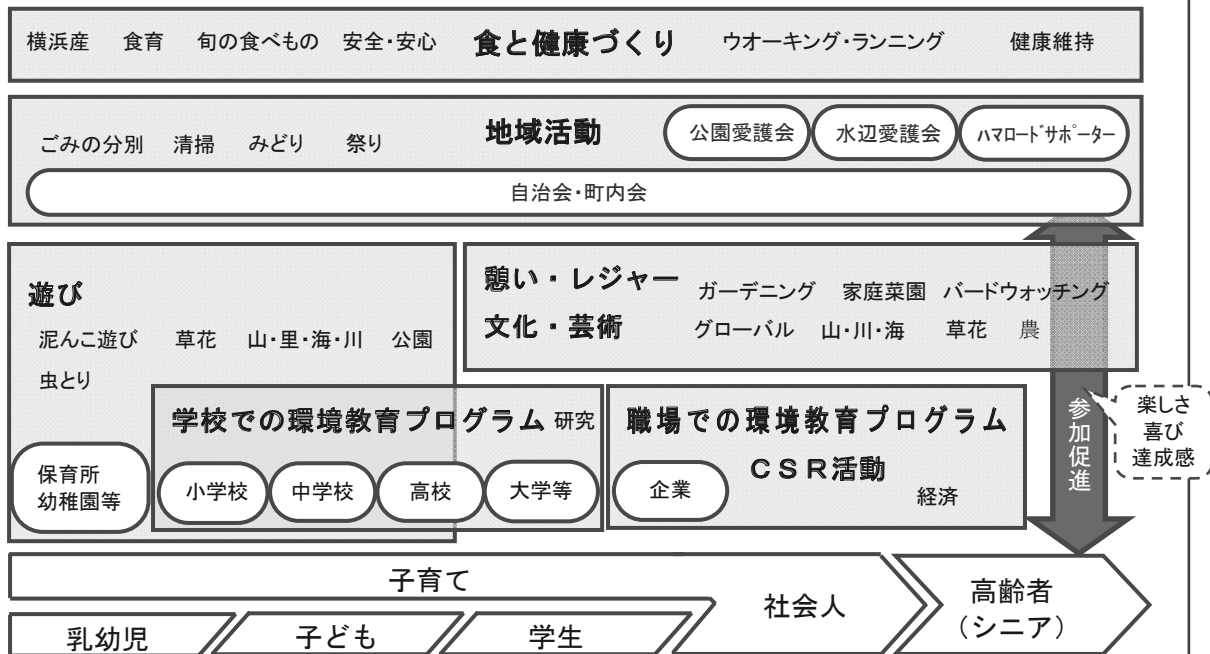 横浜産 食育 旬の食べもの 安全・安心 食と健康づくり ウオーキング・ランニング 健康維持
ごみの分別 清掃 みどり 祭り 地域活動 公園愛護会 水辺愛護会 ハマロードサポーター
自治会・町内会
遊び
泥んこ遊び 草花 山・里・海・川 公園
虫とり
憩い・レジャー ガーデニング 家庭菜園 バードウォッチング
文化・芸術 グローバル 山・川・海 草花 農
学校での環境教育プログラム 研究
保育所
幼稚園等
小学校 中学校 高校 大学等
職場での環境教育プログラム
CSR活動
企業 経済
参加促進
楽しさ
喜び
達成感
子育て
乳幼児 子ども 学生
社会人
高齢者
(シニア)